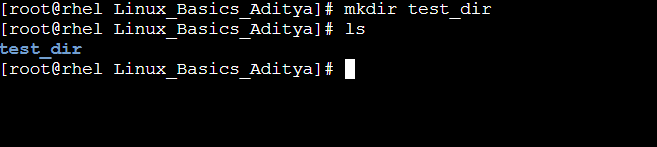 [root@rhel Linux_Basics_Aditya]# mkdir test_dir
[root@rhel Linux_Basics_Aditya]# ls
test_dir
[root@rhel Linux_Basics_Aditya]#